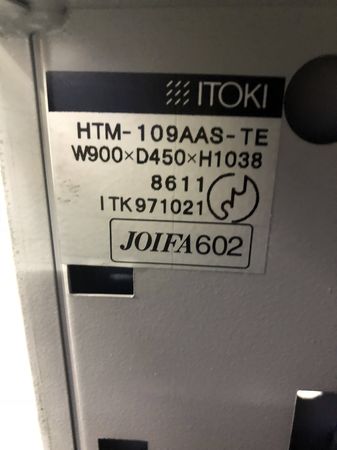 ITOKI
HTM-109AAS-TE
W900×D450×H1038
8611
ITK971021
JOIFA602